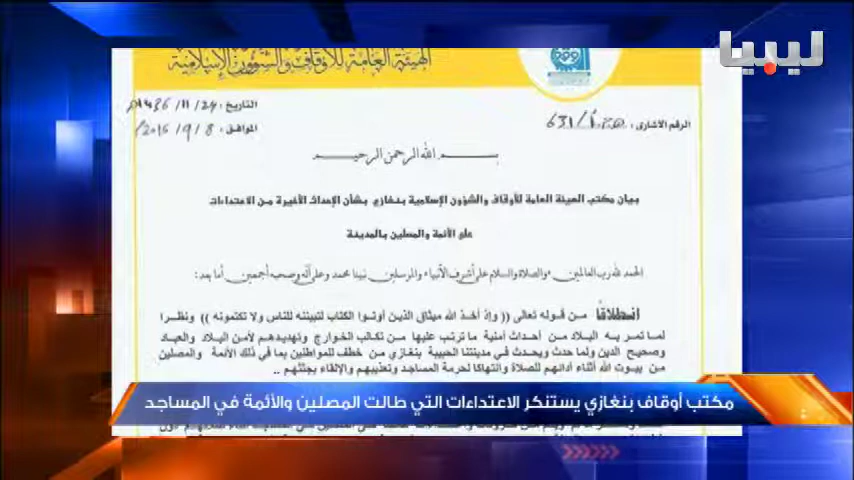 ليبيا
الهيئة العامة للأوقاف والشؤون الإسلامية
التاريخ: 24/11/1436هـ
الموافق: 8/9/2015
الرقم الاشاري: 631/1
بسم الله الرحمن الرحيم
بيان مكتب الهيئة العامة للأوقاف والشؤون الإسلامية بنغازي بشأن الإحداث الأخيرة من الاعتداءات
على الأئمة والمصلين بالمدينة
الحمد لله رب العالمين والصلاة والسلام على أشرف الأنبياء والمرسلين نبينا محمد وعلى آله وصحبه أجمعين أما بعد:
انطلاقا من قوله تعالى (( وإذ أخذ الله ميثاق الذين أوتوا الكتاب لتبيننه للناس ولا تكتمونه )) ونظرا
لما تمر به البلاد من أحداث أمنية ما ترتب عليها من تكالب الخوارج وتهديدهم لأمن البلاد والعباد
وصحيح الدين ولما حدث ويحدث في مدينتنا الحبيبة بنغازي من خطف للمواطنين بما في ذلك الأئمة والمصلين
من بيوت الله أثناء أدائهم للصلاة وانتهاكا لحرمة المساجد وتعذيبهم والإلقاء بجثثهم ..
مكتب أوقاف بنغازي يستنكر الاعتداءات التي طالت المصلين والأئمة في المساجد